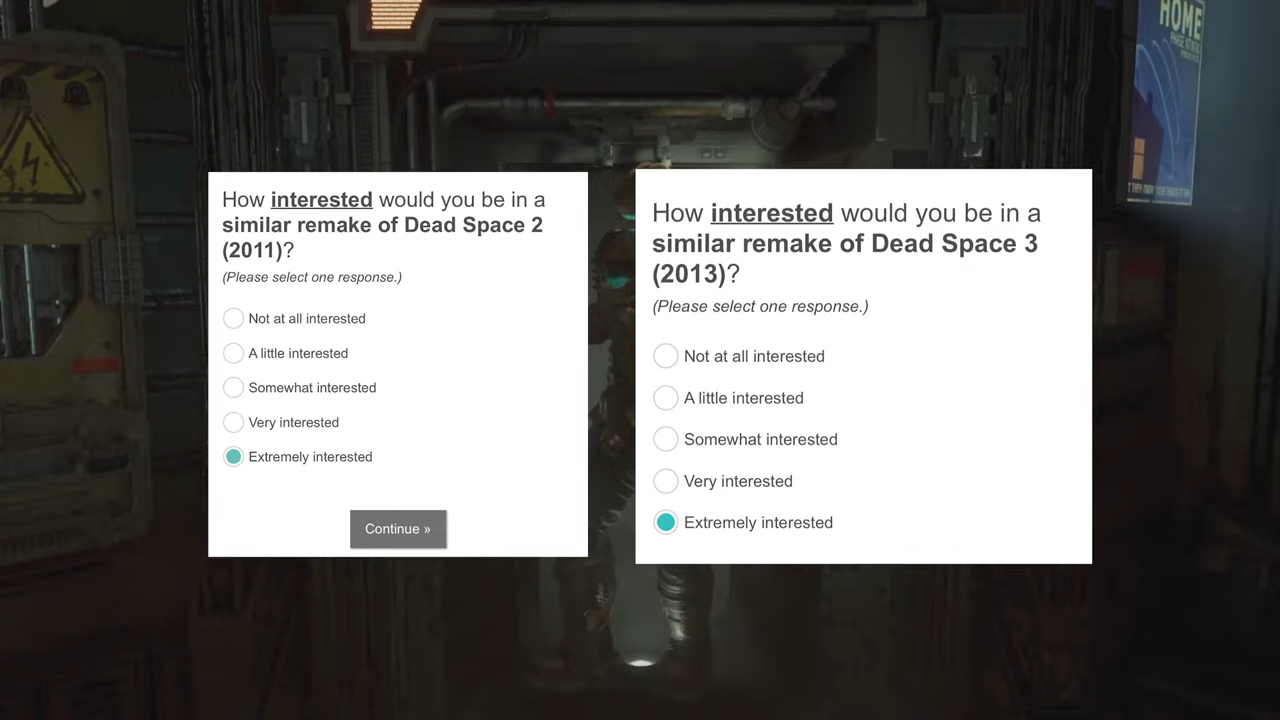 HOME
How interested would you be in a
similar remake of Dead Space 2
(2011)?
(Please select one response.)
Not at all interested
A little interested
Somewhat interested
Very interested
Extremely interested
Continue »
How interested would you be in a
similar remake of Dead Space 3
(2013)?
(Please select one response.)
Not at all interested
A little interested
Somewhat interested
Very interested
Extremely interested